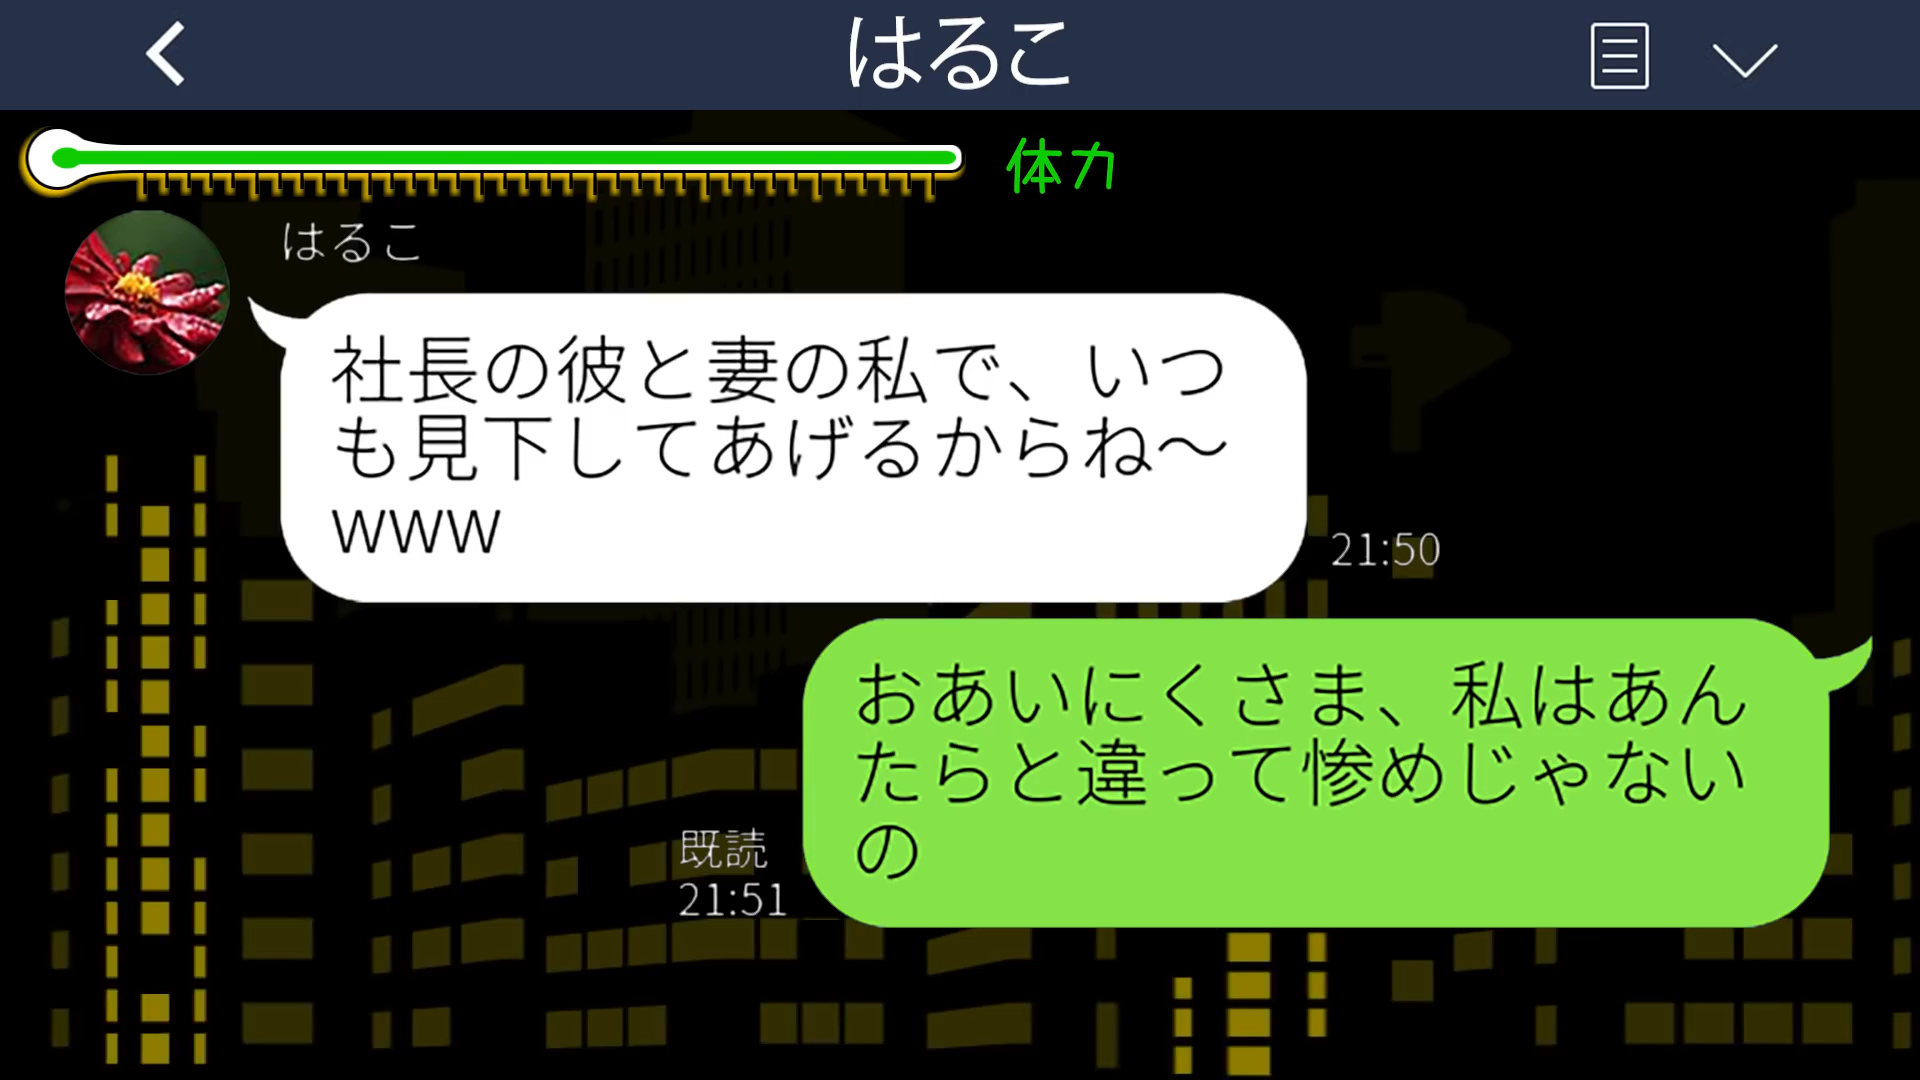 はるこ
体力
はるこ
社長の彼と妻の私で、いつ
も見下してあげるからね～
www
21:50
おあいにくさま、私はあん
たらと違って惨めじゃない
の
既読
21:51